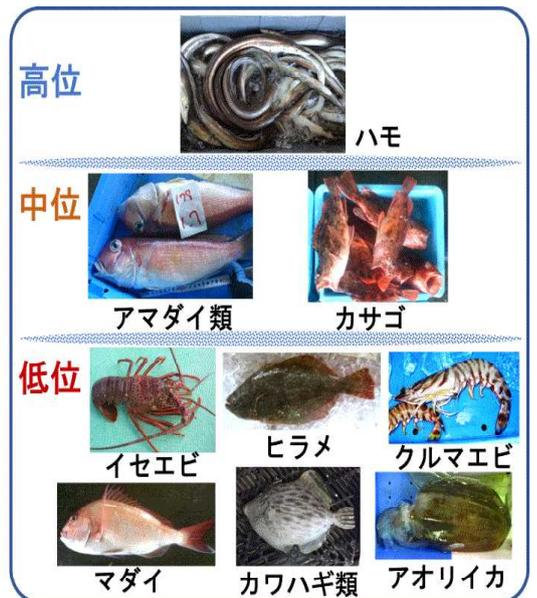 高位
ハモ
中位
アマダイ類
カサゴ
低位
イセエビ
ヒラメ
クルマエビ
マダイ
カワハギ類
アオリイカ